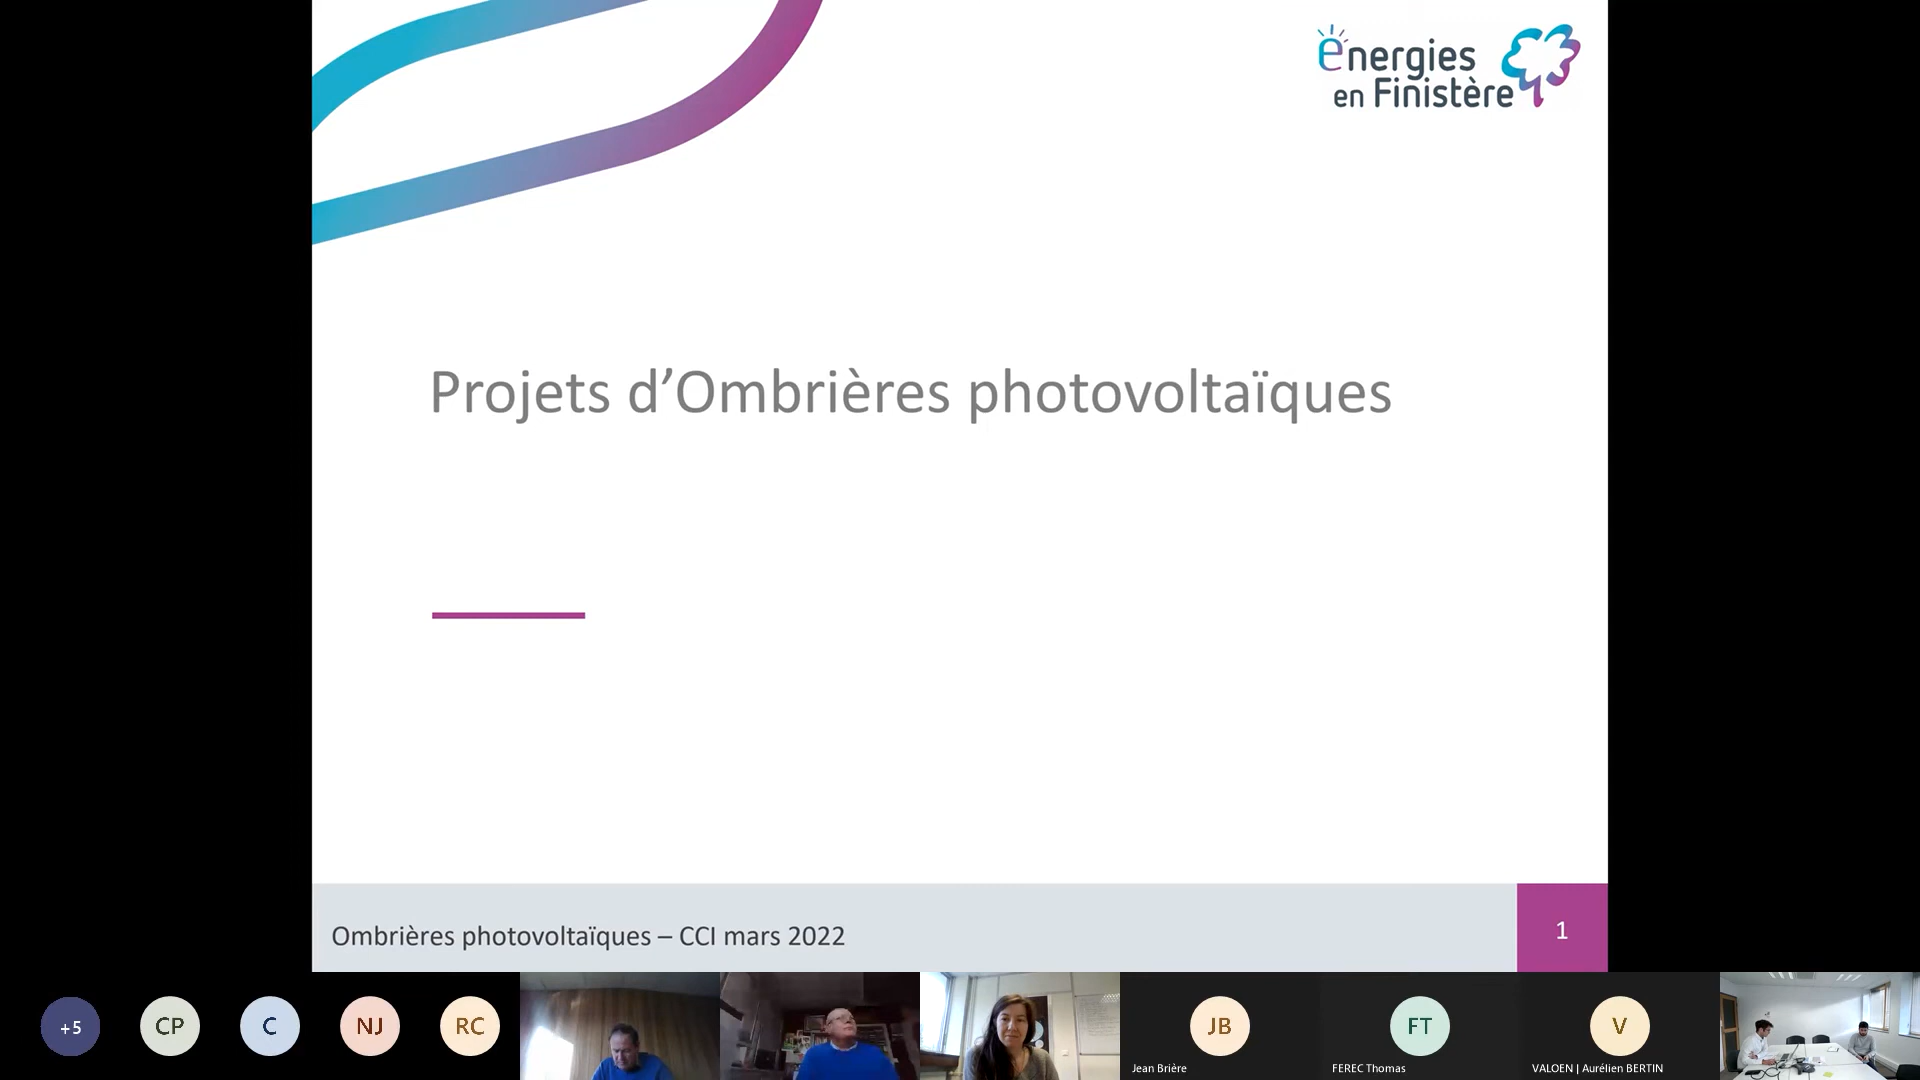 énergies
en Finistère
Projets d’Ombrières photovoltaïques
Ombrières photovoltaïques – CCI mars 2022
1
+5
CP
C
NJ
RC
JB
Jean Brière
FT
FEREC Thomas
V
VALOEN | Aurélien BERTIN